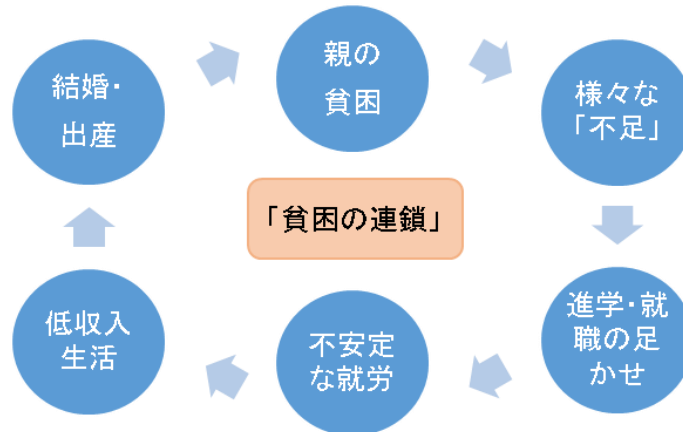 親の
貧困
様々な
「不足」
進学・就
職の足
かせ
不安定
な就労
低収入
生活
結婚・
出産
「貧困の連鎖」